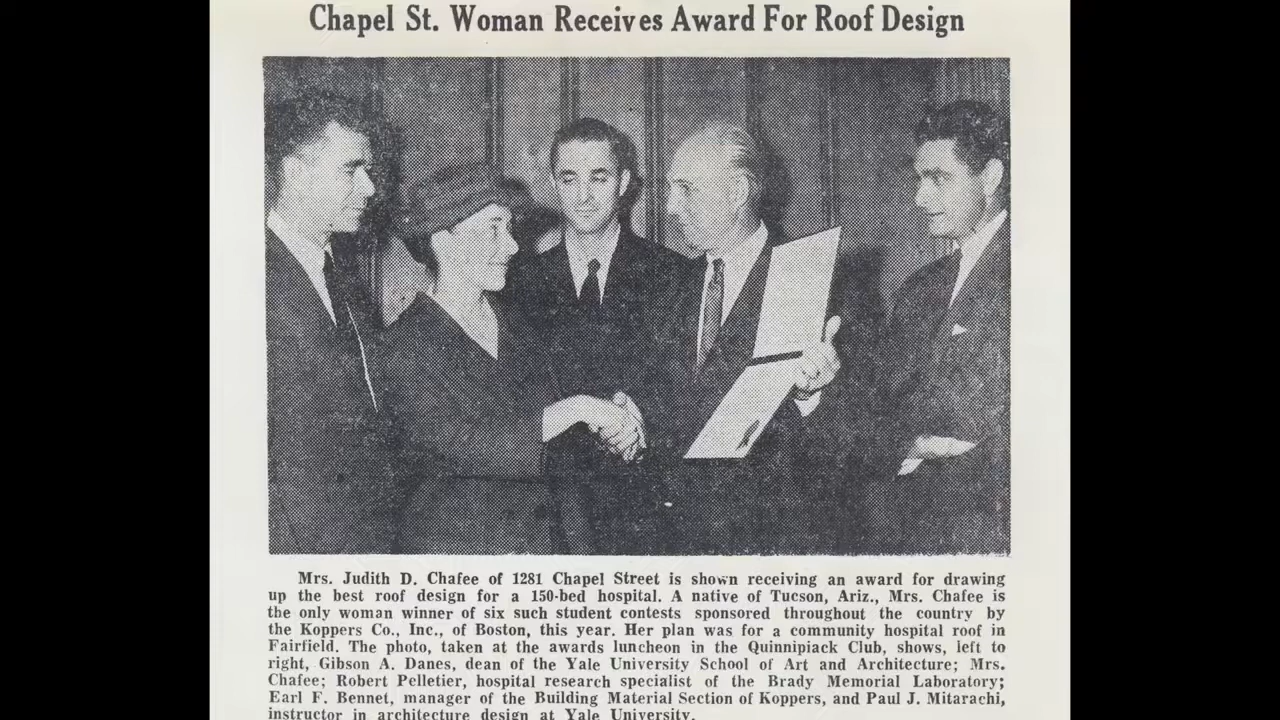 Chapel St. Woman Receives Award For Roof Design
Mrs. Judith D. Chafee of 1281 Chapel Street is shown receiving an award for drawing
up the best roof design for a 150-bed hospital. A native of Tucson, Ariz., Mrs. Chafee is
the only woman winner of six such student contests sponsored throughout the country by
the Koppers Co., Inc., of Boston, this year. Her plan was for a community hospital roof in
Fairfield. The photo, taken at the awards luncheon in the Quinnipiack Club, shows, left to
right, Gibson A. Danes, dean of the Yale University School of Art and Architecture; Mrs.
Chafee; Robert Pelletier, hospital research specialist of the Brady Memorial Laboratory;
Earl F. Bennet, manager of the Building Material Section of Koppers, and Paul J. Mitarachi,
instructor in architecture design at Yale University.